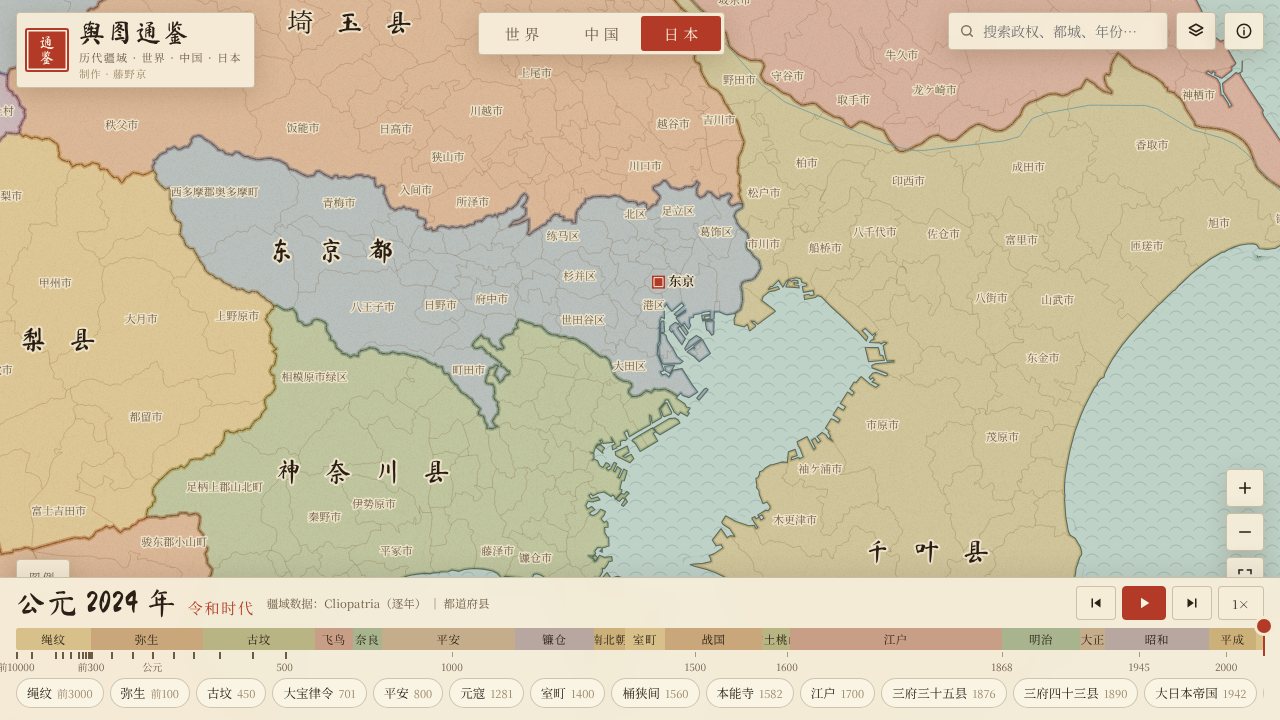 通鉴
舆图通鉴
历代疆域 · 世界 · 中国 · 日本
制作 · 藤野京
世界
中国
日本
搜索政权、都城、年份…
埼玉县
上尾市
牛久市
野田市
守谷市
取手市
龙ケ崎市
神栖市
村
秩父市
饭能市
日高市
川越市
越谷市
吉川市
狭山市
川口市
柏市
成田市
香取市
梨市
西多摩郡奥多摩町
青梅市
入间市
所泽市
松户市
印西市
北区
足立区
葛饰区
旭市
练马区
市川市
船桥市
八千代市
佐仓市
富里市
匝瑳市
东京都
甲州市
杉并区
东京
港区
八王子市
日野市
府中市
世田谷区
八街市
山武市
大月市
上野原市
梨县
市
相模原市绿区
町田市
大田区
东金市
都留市
市原市
茂原市
神奈川县
足柄上郡山北町
袖ケ浦市
富士吉田市
秦野市
伊势原市
木更津市
骏东郡小山町
平冢市
藤泽市
镰仓市
千叶县
+
−
公元 2024 年
令和时代
疆域数据：Cliopatria（逐年） | 都道府县
1×
绳纹
弥生
古坟
飞鸟
奈良
平安
镰仓
南北朝
室町
战国
土桃
江户
明治
大正
昭和
平成
前10000
前300
公元
500
1000
1500
1600
1868
1945
2000
绳纹 前3000
弥生 前100
古坟 450
大宝律令 701
平安 800
元寇 1281
室町 1400
桶狭间 1560
本能寺 1582
江户 1700
三府三十五县 1876
三府四十三县 1890
大日本帝国 1942